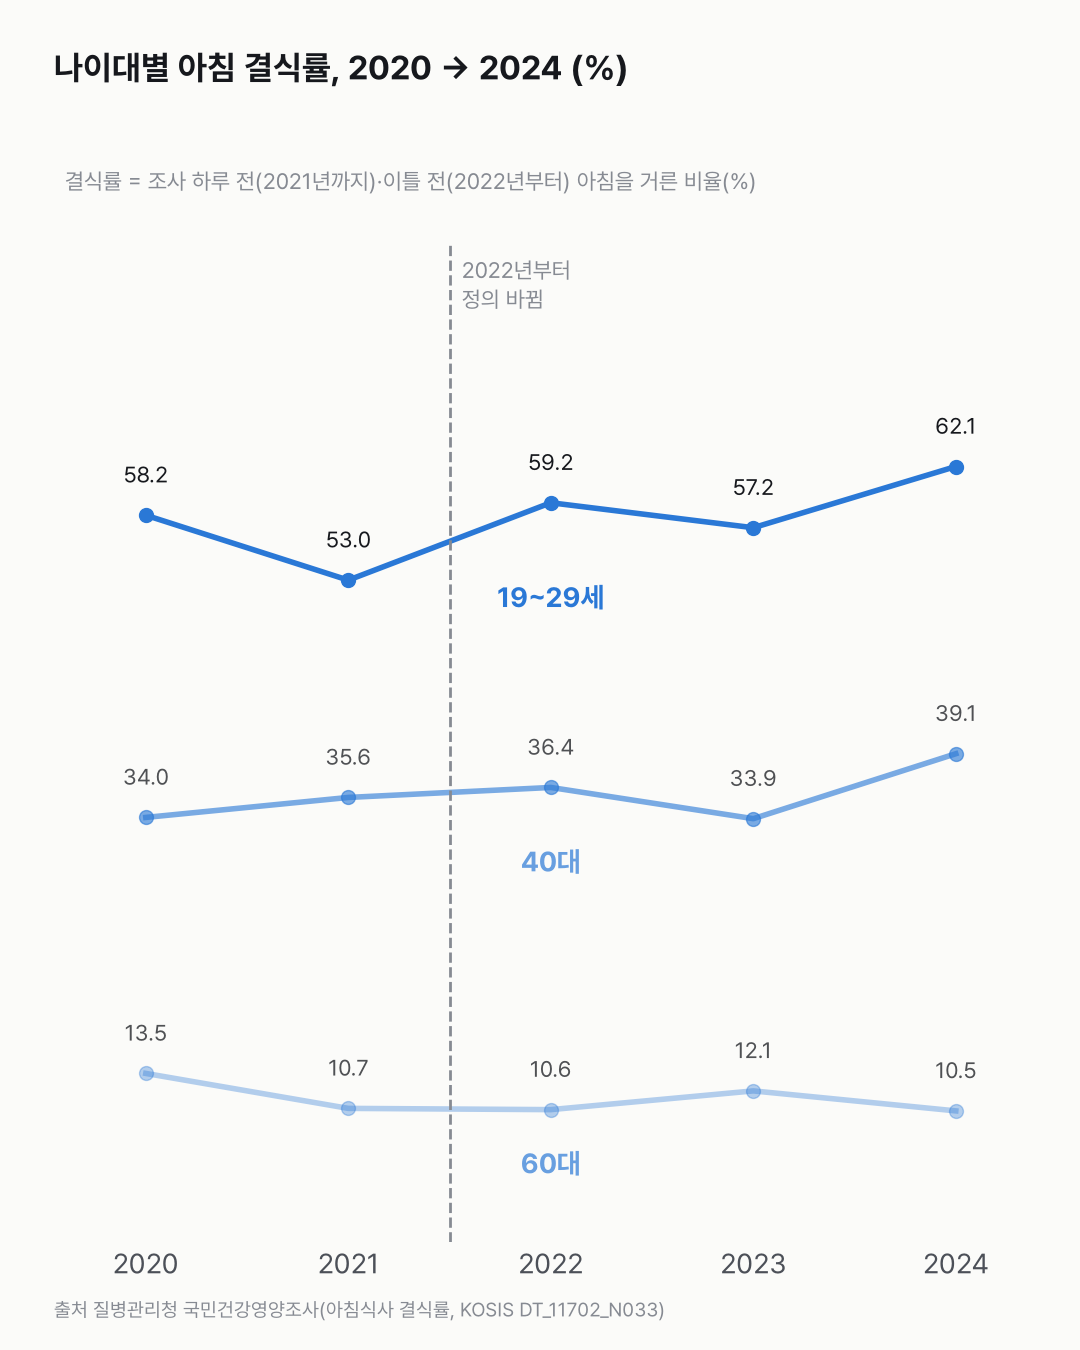 나이대별 아침 결식률, 2020 → 2024 (%)
결식률 = 조사 하루 전(2021년까지)·이틀 전(2022년부터) 아침을 거른 비율(%)
2022년부터
정의 바뀜
58.2
53.0
59.2
57.2
62.1
19~29세
34.0
35.6
36.4
33.9
39.1
40대
13.5
10.7
10.6
12.1
10.5
60대
2020
2021
2022
2023
2024
출처 질병관리청 국민건강영양조사(아침식사 결식률, KOSIS DT_11702_N033)